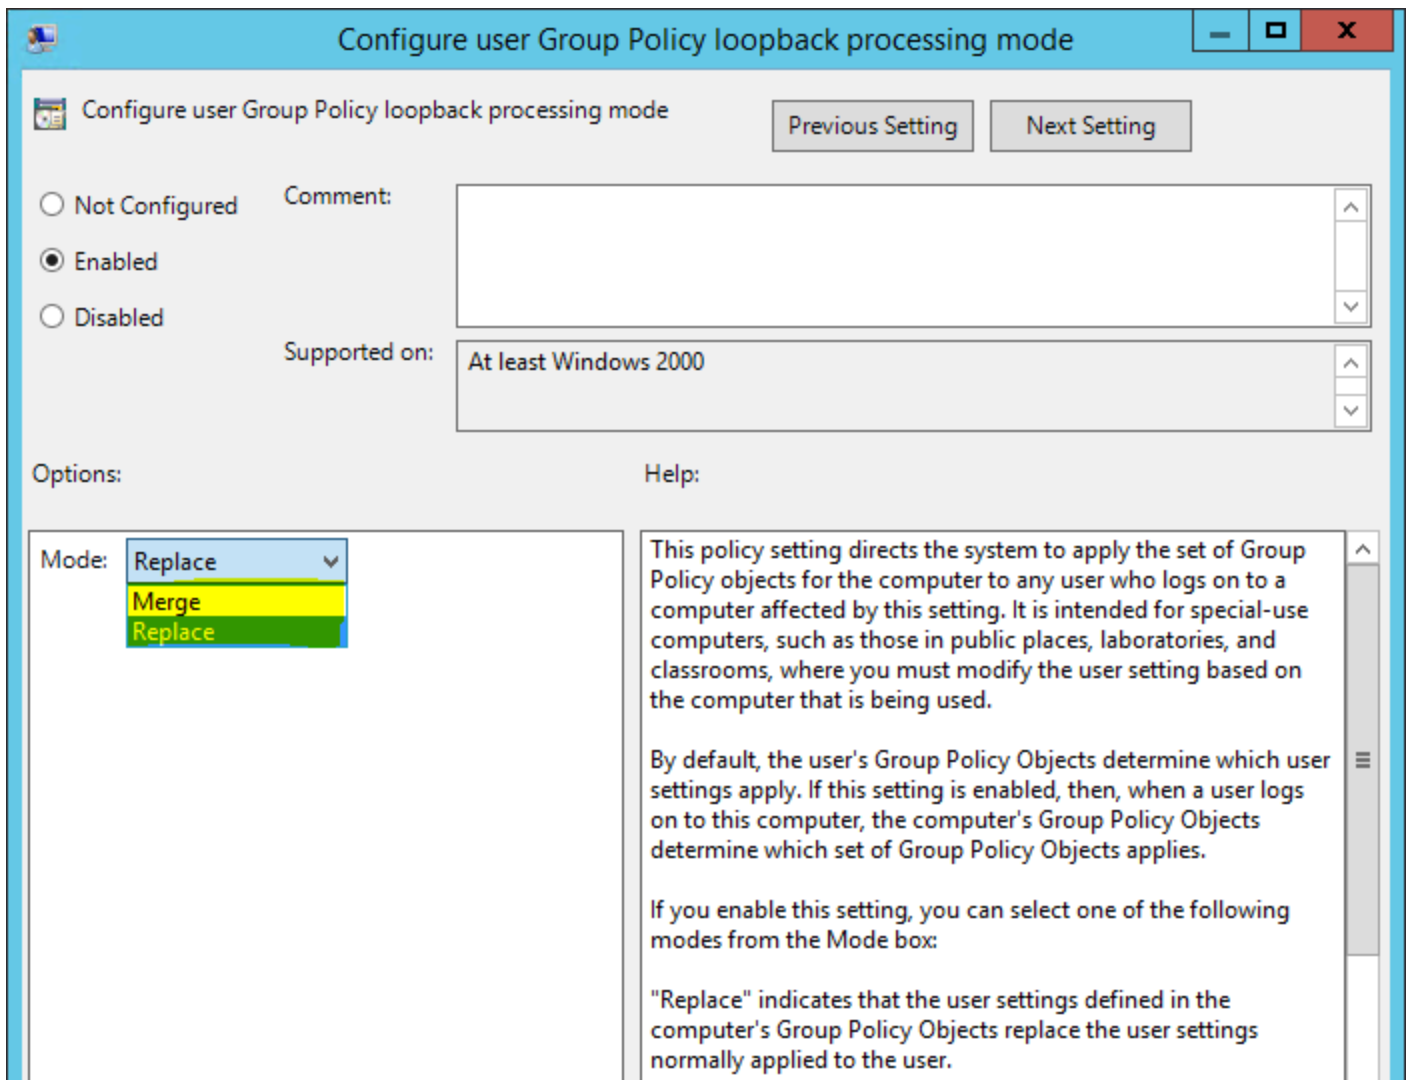 Configure user Group Policy loopback processing mode
X
Configure user Group Policy loopback processing mode
Previous Setting
Next Setting
Not Configured
Comment:
Enabled
Disabled
Supported on:
At least Windows 2000
Options:
Help:
Mode:
Replace
Merge
Replace
This policy setting directs the system to apply the set of Group
Policy objects for the computer to any user who logs on to a
computer affected by this setting. It is intended for special-use
computers, such as those in public places, laboratories, and
classrooms, where you must modify the user setting based on
the computer that is being used.
By default, the user's Group Policy Objects determine which user
settings apply. If this setting is enabled, then, when a user logs
on to this computer, the computer's Group Policy Objects
determine which set of Group Policy Objects applies.
If you enable this setting, you can select one of the following
modes from the Mode box:
"Replace" indicates that the user settings defined in the
computer's Group Policy Objects replace the user settings
normally applied to the user.